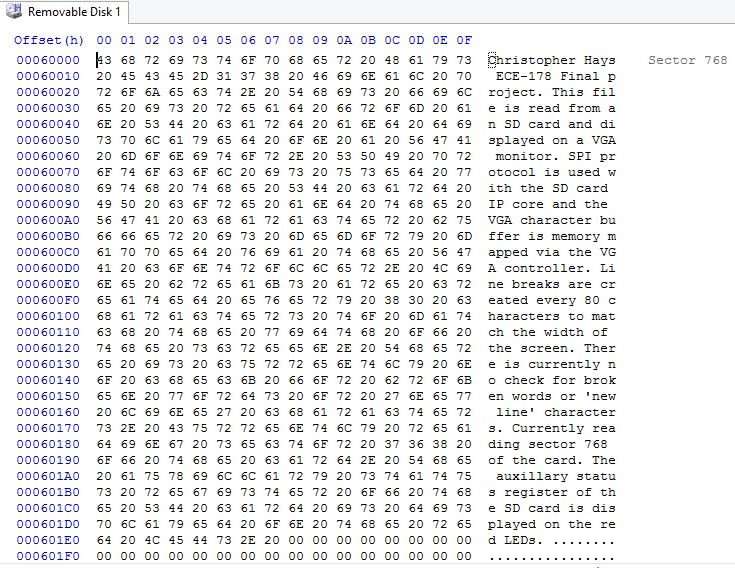 Removable Disk 1
Offset(h) 00 01 02 03 04 05 06 07 08 09 0A 0B 0C 0D 0E 0F
00060000 43 68 72 69 73 74 6F 70 68 65 72 20 48 61 79 73 Christopher Hays Sector 768
00060010 20 45 43 45 2D 31 37 38 20 46 69 6E 61 6C 20 70 ECE-178 Final p
00060020 72 6F 6A 65 63 74 2E 20 54 68 69 73 20 66 69 6C roject. This fil
00060030 65 20 69 73 20 72 65 61 64 20 66 72 6F 6D 20 61 e is read from a
00060040 6E 20 53 44 20 63 61 72 64 20 61 6E 64 20 64 69 n SD card and di
00060050 73 70 6C 61 79 65 64 20 6F 6E 20 61 20 56 47 41 splayed on a VGA
00060060 20 6D 6F 6E 69 74 6F 72 2E 20 53 50 49 20 70 72 monitor. SPI pr
00060070 6F 74 6F 63 6F 6C 20 69 73 20 75 73 65 64 20 77 otocol is used w
00060080 69 74 68 20 74 68 65 20 53 44 20 63 61 72 64 20 ith the SD card
00060090 49 50 20 63 6F 72 65 20 61 6E 64 20 74 68 65 20 IP core and the
000600A0 56 47 41 20 63 68 61 72 61 63 74 65 72 20 62 75 VGA character bu
000600B0 66 66 65 72 20 69 73 20 6D 65 6D 6F 72 79 20 6D ffer is memory m
000600C0 61 70 70 65 64 20 76 69 61 20 74 68 65 20 56 47 apped via the VG
000600D0 41 20 63 6F 6E 74 72 6F 6C 6C 65 72 2E 20 4C 69 A controller. Li
000600E0 6E 65 20 62 72 65 61 6B 73 20 61 72 65 20 63 72 ne breaks are cr
000600F0 65 61 74 65 64 20 65 76 65 72 79 20 38 30 20 63 eated every 80 c
00060100 68 61 72 61 63 74 65 72 73 20 74 6F 20 6D 61 74 haracters to mat
00060110 63 68 20 74 68 65 20 77 69 64 74 68 20 6F 66 20 ch the width of
00060120 74 68 65 20 73 63 72 65 65 6E 2E 20 54 68 65 72 the screen. Ther
00060130 65 20 69 73 20 63 75 72 72 65 6E 74 6C 79 20 6E e is currently n
00060140 6F 20 63 68 65 63 6B 20 66 6F 72 20 62 72 6F 6B o check for brok
00060150 65 6E 20 77 6F 72 64 73 20 6F 72 20 27 6E 65 77 en words or 'new
00060160 20 6C 69 6E 65 27 20 63 68 61 72 61 63 74 65 72 line' character
00060170 73 2E 20 43 75 72 72 65 6E 74 6C 79 20 72 65 61 s. Currently rea
00060180 64 69 6E 67 20 73 65 63 74 6F 72 20 37 36 38 20 ding sector 768
00060190 6F 66 20 74 68 65 20 63 61 72 64 2E 20 54 68 65 of the card. The
000601A0 20 61 75 78 69 6C 6C 61 72 79 20 73 74 61 74 75 auxillary statu
000601B0 73 20 72 65 67 69 73 74 65 72 20 6F 66 20 74 68 s register of th
000601C0 65 20 53 44 20 63 61 72 64 20 69 73 20 64 69 73 e SD card is dis
000601D0 70 6C 61 79 65 64 20 6F 6E 20 74 68 65 20 72 65 played on the re
000601E0 64 20 4C 45 44 73 2E 20 00 00 00 00 00 00 00 00 d LEDs. ........
000601F0 00 00 00 00 00 00 00 00 00 00 00 00 00 00 00 00 ................